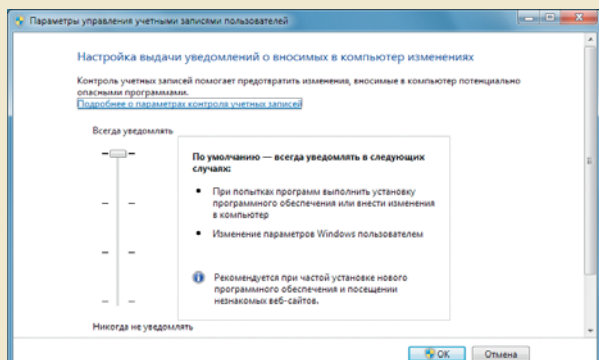 Параметры управления учетными записями пользователей
Настройка выдачи уведомлений о вносимых в компьютер изменениях
Контроль учетных записей помогает предотвратить изменения, вносимые в компьютер потенциально
опасными программами.
Подробнее о параметрах контроля учетных записей
Всегда уведомлять
По умолчанию — всегда уведомлять в следующих
случаях:
• При попытках программ выполнить установку
программного обеспечения или внести изменения
в компьютер
• Изменение параметров Windows пользователем
Рекомендуется при частой установке нового
программного обеспечения и посещении
незнакомых веб-сайтов.
Никогда не уведомлять
OK Отмена